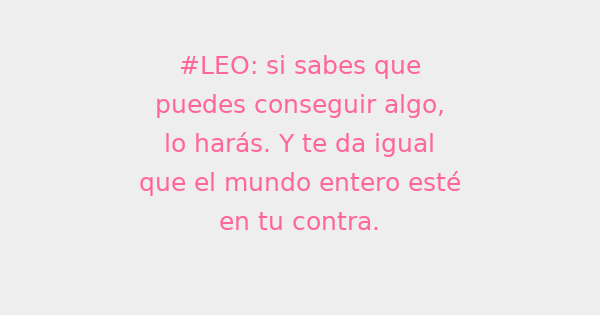 #LEO: si sabes que
puedes conseguir algo,
lo harás. Y te da igual
que el mundo entero esté
en tu contra.